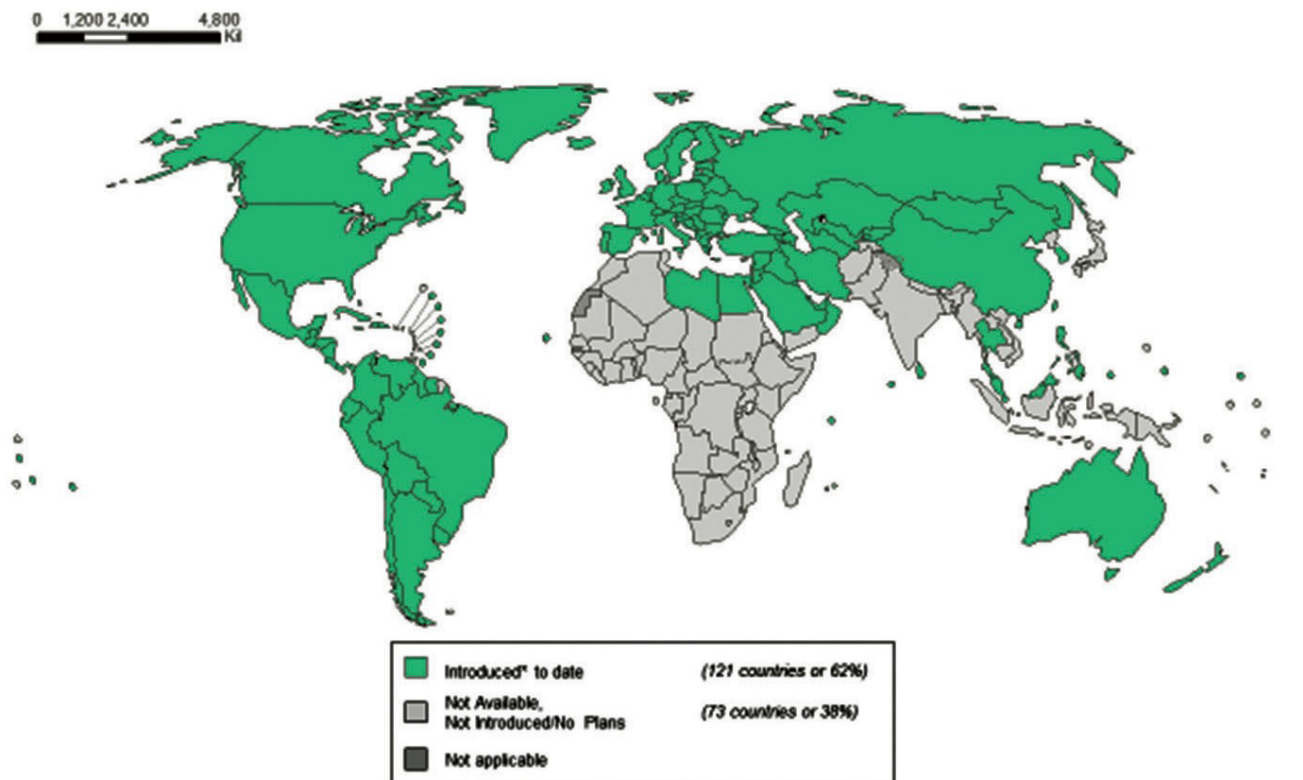 0 1,200 2,400 4,800
Kil
Introduced* to date (121 countries or 62%)
Not Available,
Not Introduced/No Plans (73 countries or 38%)
Not applicable